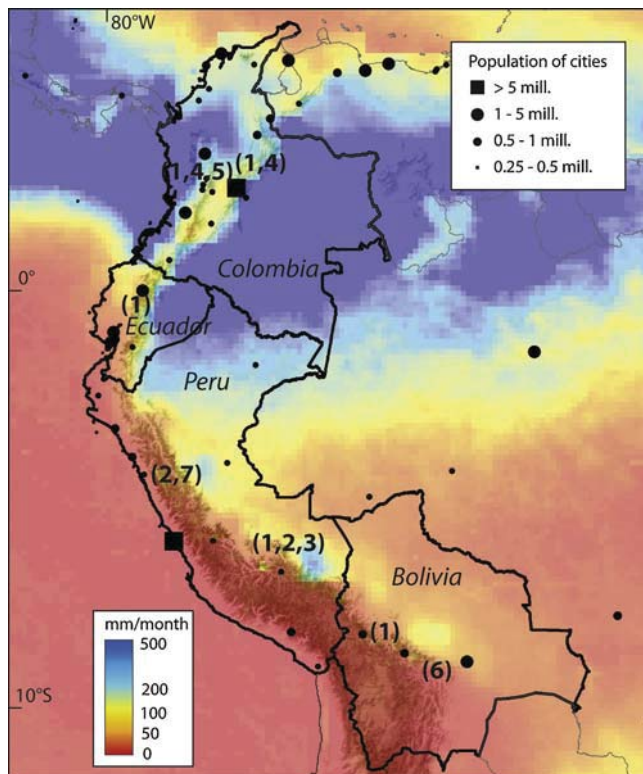 80°W
Population of cities
> 5 mill.
1 - 5 mill.
0.5 - 1 mill.
0.25 - 0.5 mill.
(1,4,5)
(1,4)
Colombia
0°
(1)
Ecuador
Peru
(2,7)
(1,2,3)
Bolivia
mm/month
500
200
100
50
0
(1)
(6)
10°S